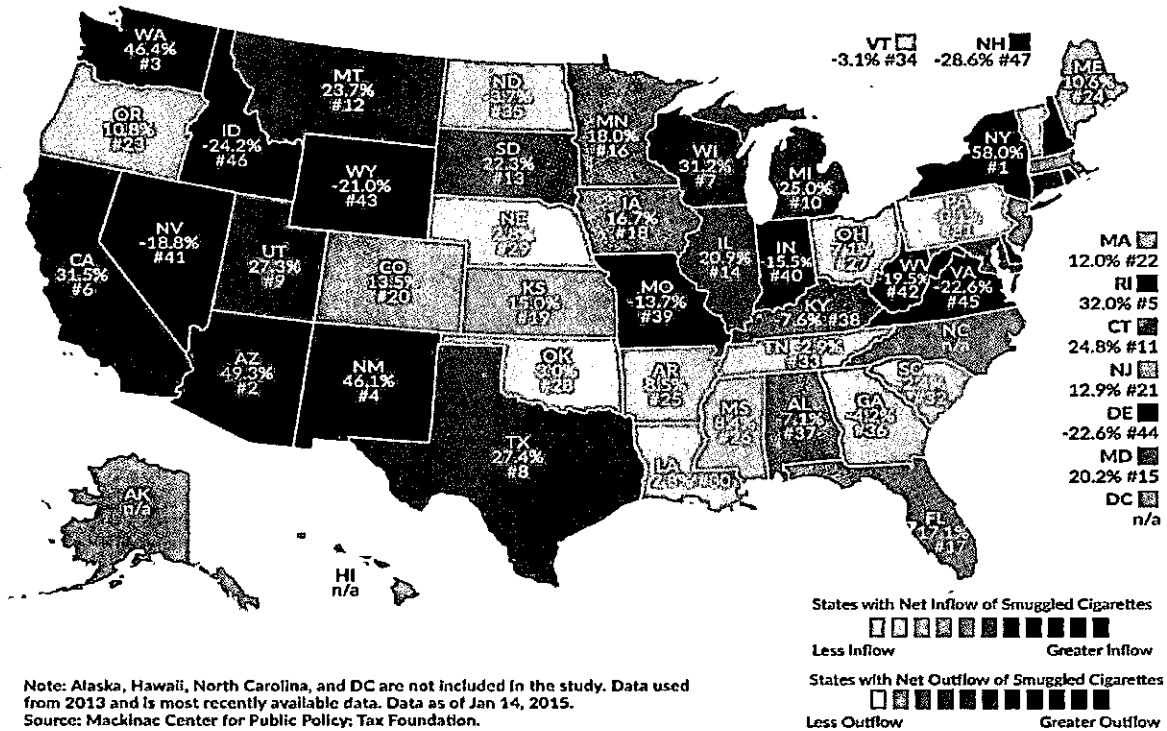 WA
46.4%
#3
MT
23.7%
#12
ND
-3.7%
#35
VT
-3.1% #34
NH
-28.6% #47
ME
10.6%
#24
OR
10.8%
#23
ID
-24.2%
#46
MN
18.0%
#16
WI
31.2%
#7
NY
58.0%
#1
SD
22.3%
#13
WY
-21.0%
#43
MI
25.0%
#10
IA
16.7%
#18
NE
#29
PA
NV
-18.8%
#41
UT
27.3%
#9
CO
13.5%
#20
IL
20.9%
#14
IN
-15.5%
#40
OH
#27
CA
31.5%
#6
KS
15.0%
#19
MO
-13.7%
#39
WV
#42
VA
-22.6%
#45
KY
-7.6% #38
MA
12.0% #22
RI
32.0% #5
CT
24.8% #11
NJ
12.9% #21
DE
-22.6% #44
MD
20.2% #15
DC
n/a
AZ
49.3%
#2
NM
46.1%
#4
OK
#28
AR
8.5%
#25
TN
NC
n/a
SC
MS
#26
AL
7.1%
#37
GA
-4.2%
#36
TX
27.4%
#8
LA
FL
17.1%
#17
AK
n/a
HI
n/a
States with Net Inflow of Smuggled Cigarettes
Less Inflow
Greater Inflow
States with Net Outflow of Smuggled Cigarettes
Less Outflow
Greater Outflow
Note: Alaska, Hawaii, North Carolina, and DC are not included in the study. Data used
from 2013 and is most recently available data. Data as of Jan 14, 2015.
Source: Mackinac Center for Public Policy; Tax Foundation.